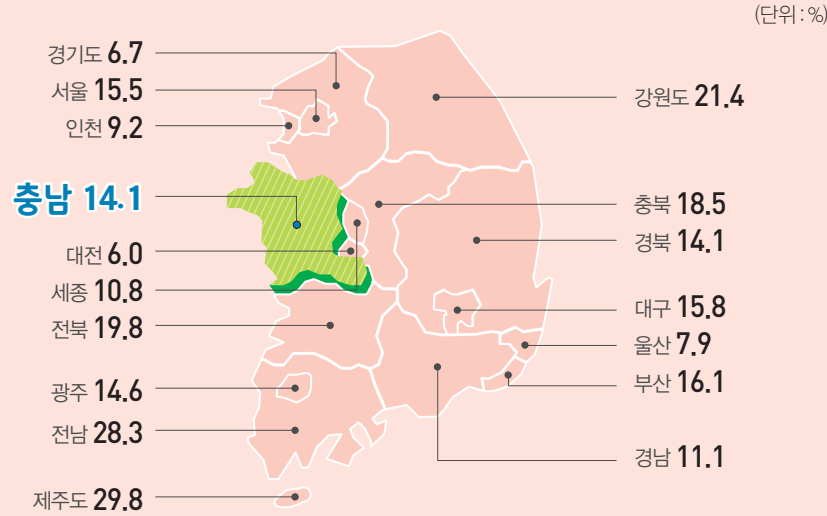 (단위 : %)
경기도 6.7
서울 15.5
인천 9.2
충남 14.1
대전 6.0
세종 10.8
전북 19.8
광주 14.6
전남 28.3
제주도 29.8
강원도 21.4
충북 18.5
경북 14.1
대구 15.8
울산 7.9
부산 16.1
경남 11.1